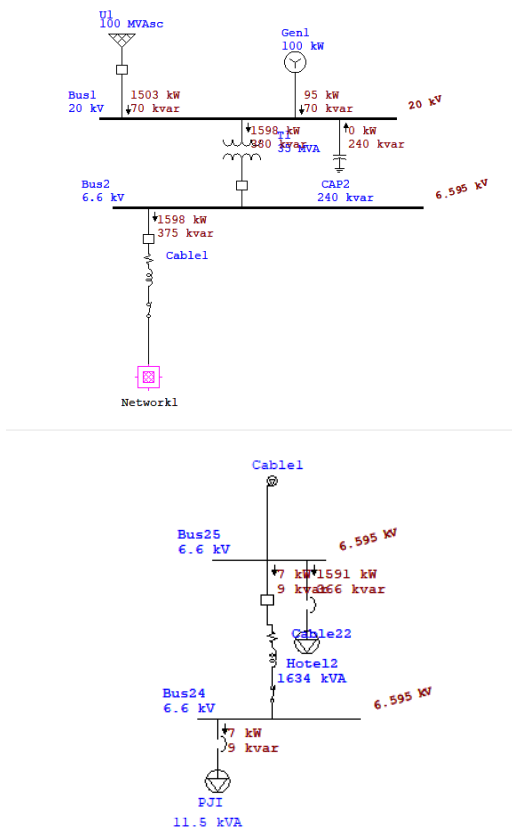 U1
100 MVAsc
Gen1
100 kW
Bus1
20 kV
1503 kW
70 kvar
95 kW
70 kvar
20 kV
1598 kW
380 kvar
T1
35 MVA
0 kW
240 kvar
Bus2
6.6 kV
CAP2
240 kvar
6.595 kV
1598 kW
375 kvar
Cable1
Network1
Cable1
Bus25
6.6 kV
6.595 kV
7 kW
9 kvar
1591 kW
366 kvar
Cable22
Hotel2
1634 kVA
Bus24
6.6 kV
6.595 kV
7 kW
9 kvar
PJI
11.5 kVA